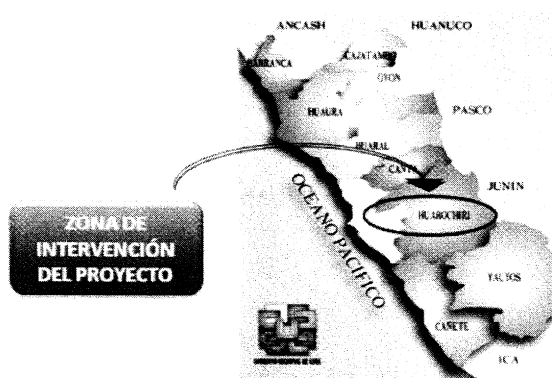 ANCASH
HUANUCO
CAJATAMBO
BARRANCA
OYON
HUAURA
PASCO
HUARAL
CANTA
JUNIN
ZONA DE
INTERVENCIÓN
DEL PROYECTO
HUAROCHIRI
OCEANO PACIFICO
YAUYOS
CAÑETE
ICA